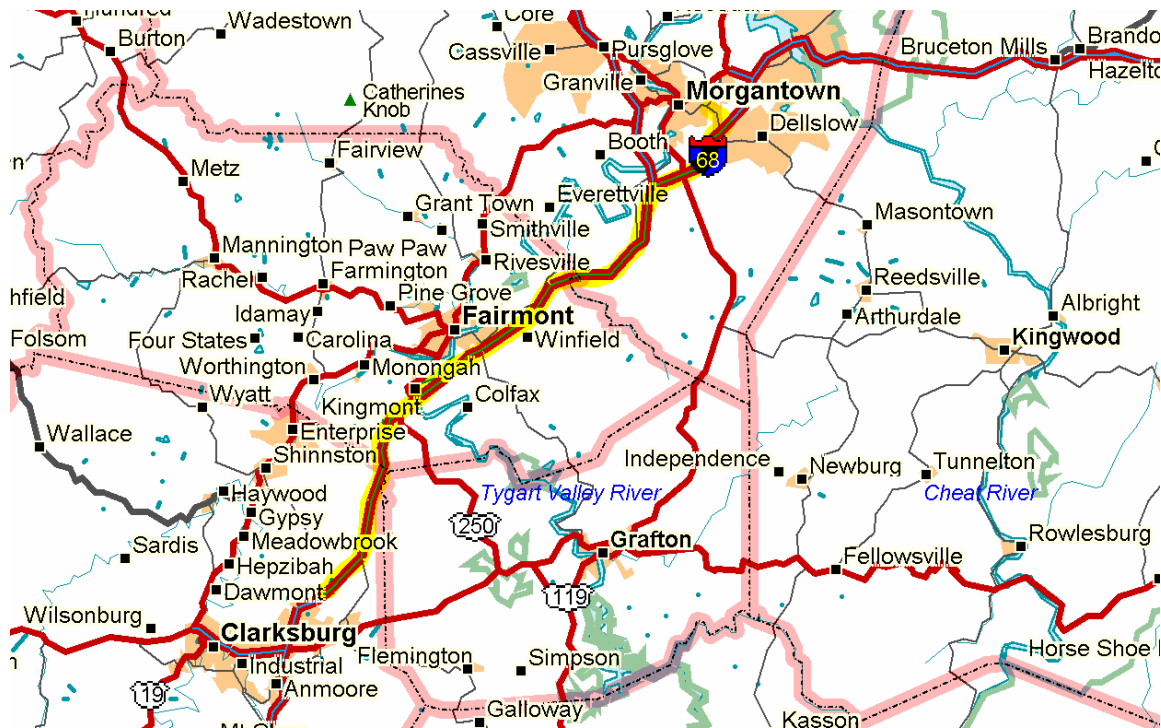 Hundred
Wadestown
Core
Burton
Cassville
Pursglove
Bruceton Mills
Hazelton
Granville
Catherines
Knob
Morgantown
Dellslow
Booth
68
Fairview
Metz
Everettville
Grant Town
Masontown
Smithville
Mannington
Paw Paw
Rivesville
Rachel
Farmington
Reedsville
hfield
Pine Grove
Albright
Idamay
Fairmont
Arthurdale
Folsom
Four States
Carolina
Winfield
Kingwood
Worthington
Monongah
Wyatt
Kingmont
Colfax
Wallace
Enterprise
Shinnston
Independence
Newburg
Tunnelton
Haywood
Tygart Valley River
Cheat River
Gypsy
250
Sardis
Meadowbrook
Grafton
Rowlesburg
Hepzibah
Fellowsville
Dawmont
119
Wilsonburg
Clarksburg
Horse Shoe
Industrial
Flemington
Simpson
Anmoore
19
Galloway
Kasson